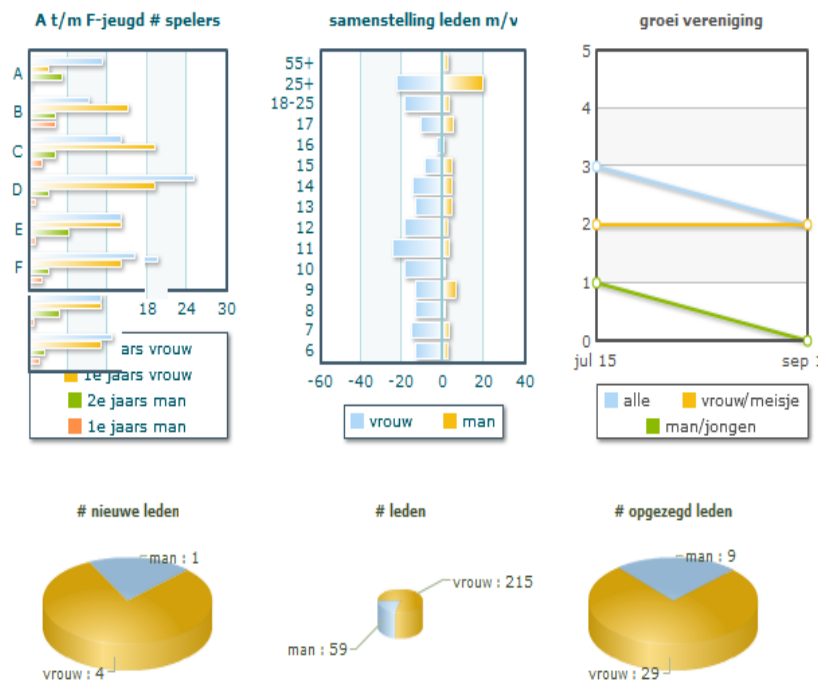 A t/m F-jeugd # spelers
A
B
C
D
E
F
18 24 30
ars vrouw
1e jaars vrouw
2e jaars man
1e jaars man
samenstelling leden m/v
55+
25+
18-25
17
16
15
14
13
12
11
10
9
8
7
6
-60 -40 -20 0 20 40
vrouw man
groei vereniging
5
4
3
2
1
0
jul 15 sep 1
alle vrouw/meisje
man/jongen
# nieuwe leden
man : 1
vrouw : 4
# leden
vrouw : 215
man : 59
# opgezegd leden
man : 9
vrouw : 29